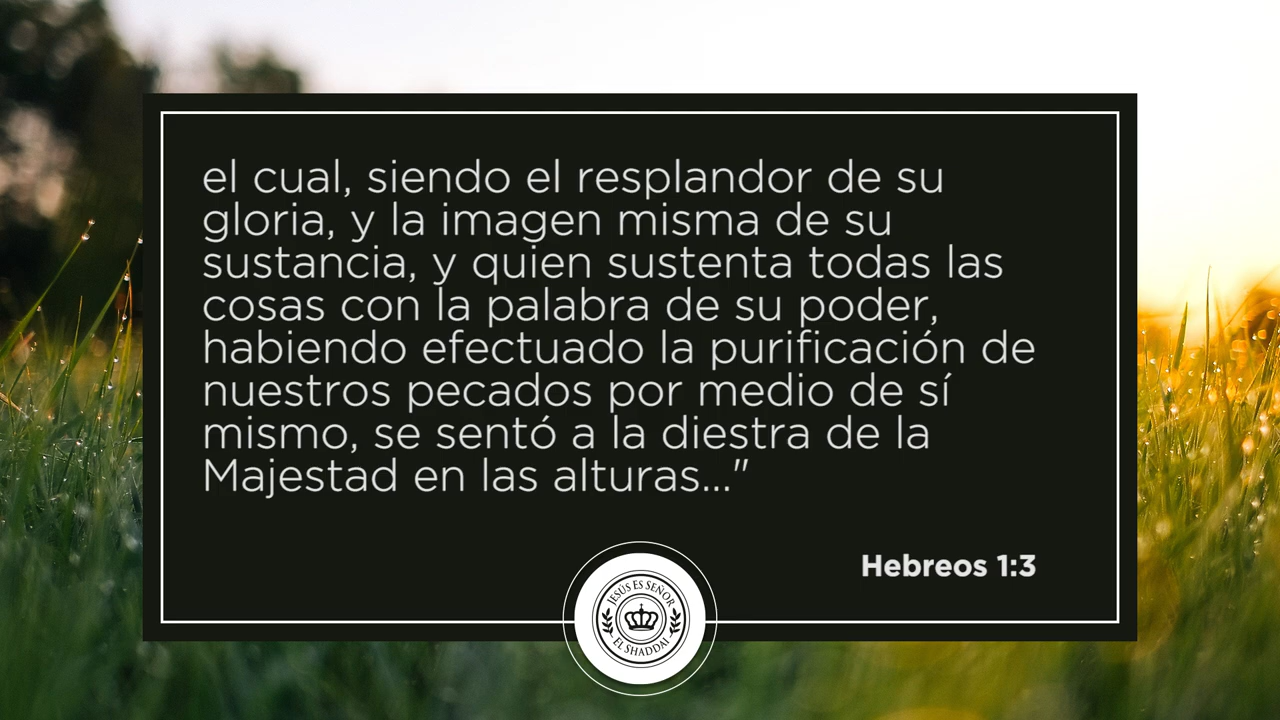 el cual, siendo el resplandor de su
gloria, y la imagen misma de su
sustancia, y quien sustenta todas las
cosas con la palabra de su poder,
habiendo efectuado la purificación de
nuestros pecados por medio de sí
mismo, se sentó a la diestra de la
Majestad en las alturas..."
Hebreos 1:3
JESÚS ES SEÑOR
EL SHADDAI